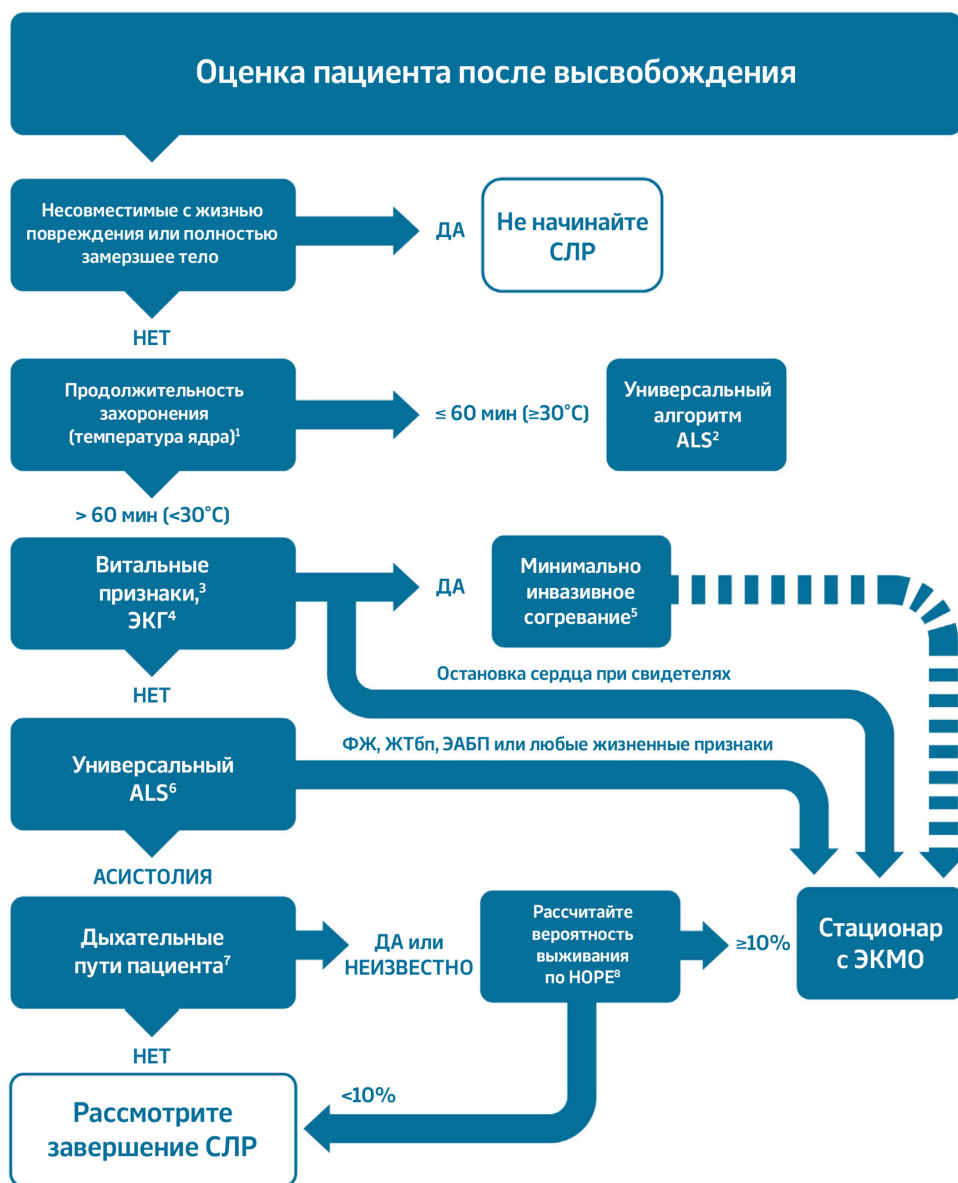 Оценка пациента после высвобождения
Несовместимые с жизнью
повреждения или полностью
замерзшее тело
ДА
Не начинайте
СЛР
НЕТ
Продолжительность
захоронения
(температура ядра)¹
≤ 60 мин (≥30°C)
Универсальный
алгоритм
ALS²
> 60 мин (<30°C)
Витальные
признаки,³
ЭКГ⁴
ДА
Минимально
инвазивное
согревание⁵
Остановка сердца при свидетелях
НЕТ
ФЖ, ЖТбп, ЭАБП или любые жизненные признаки
Универсальный
ALS⁶
АСИСТОЛИЯ
Дыхательные
пути пациента⁷
ДА или
НЕИЗВЕСТНО
Рассчитайте
вероятность
выживания
по HOPE⁸
≥10%
Стационар
с ЭКМО
НЕТ
<10%
Рассмотрите
завершение СЛР